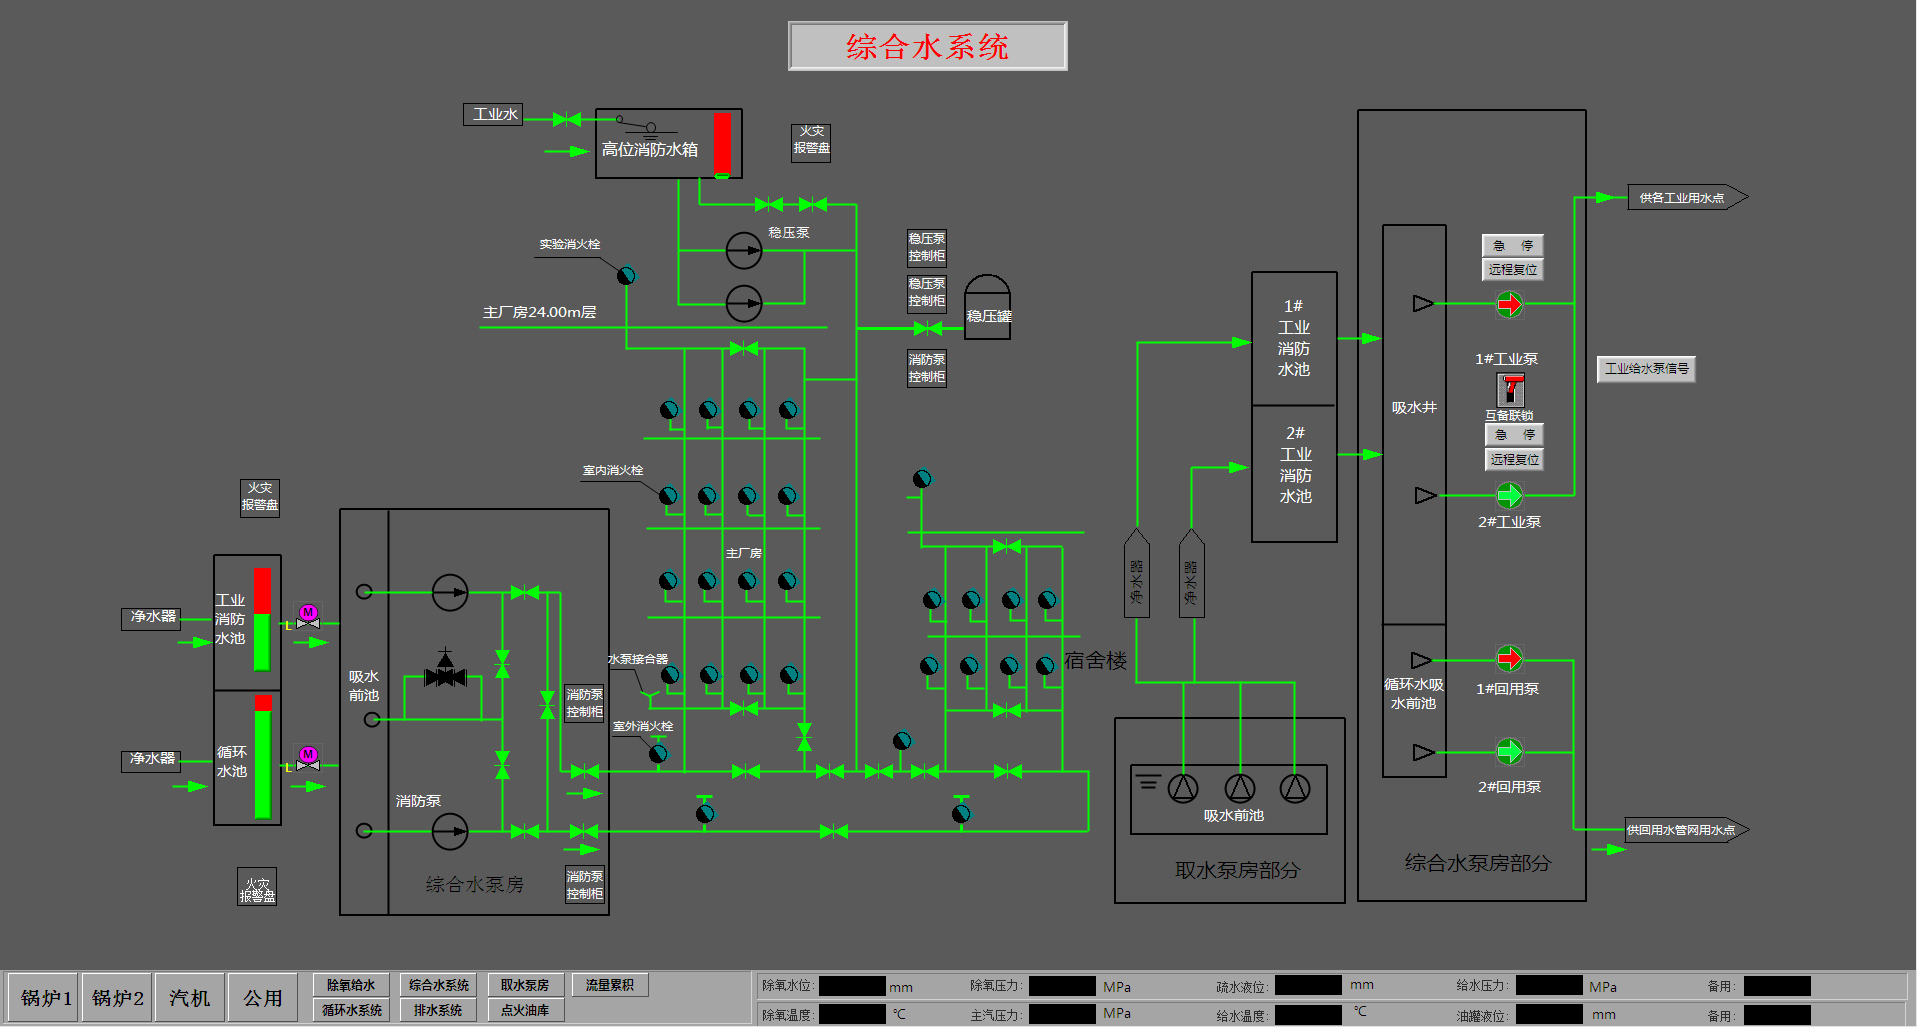 综合水系统
工业水
高位消防水箱
火灾
报警盘
供各工业用水点
稳压泵
实验消火栓
稳压泵
控制柜
稳压泵
控制柜
急 停
远程复位
主厂房24.00m层
稳压罐
1#
工业
消防
水池
消防泵
控制柜
1#工业泵
工业给水泵信号
吸水井
互备联锁
急 停
远程复位
2#
工业
消防
水池
室内消火栓
火灾
报警盘
2#工业泵
主厂房
净水器
净水器
净水器
工业
消防
水池
M
L
水泵接合器
宿舍楼
吸水
前池
消防泵
控制柜
循环水吸
水前池
1#回用泵
室外消火栓
净水器
循环
水池
M
L
2#回用泵
消防泵
吸水前池
供回用水管网用水点
取水泵房部分
综合水泵房部分
火灾
报警盘
综合水泵房
消防泵
控制柜
锅炉1
锅炉2
汽机
公用
除氧给水
综合水系统
取水泵房
流量累积
循环水系统
排水系统
点火油库
除氧水位:
mm
除氧压力:
MPa
疏水液位:
mm
给水压力:
MPa
备用:
除氧温度:
℃
主汽压力:
MPa
给水温度:
℃
油罐液位:
mm
备用: